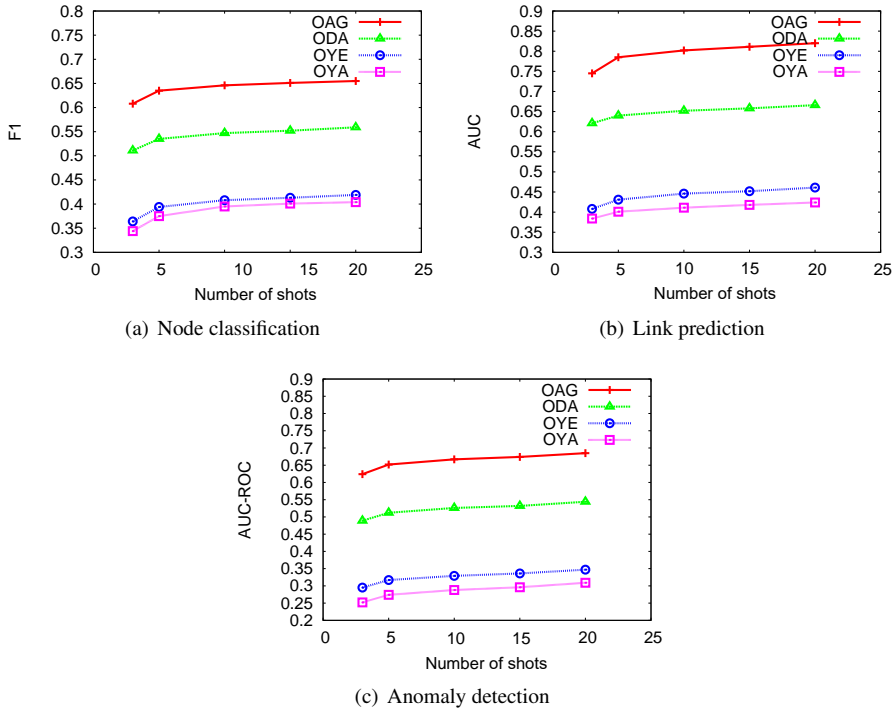 0.8
0.75
0.7
0.65
0.6
0.55
0.5
0.45
0.4
0.35
0.3
F1
OAG
ODA
OYE
OYA
0 5 10 15 20 25
Number of shots
(a) Node classification
0.9
0.85
0.8
0.75
0.7
0.65
0.6
0.55
0.5
0.45
0.4
0.35
0.3
AUC
OAG
ODA
OYE
OYA
0 5 10 15 20 25
Number of shots
(b) Link prediction
0.9
0.85
0.8
0.75
0.7
0.65
0.6
0.55
0.5
0.45
0.4
0.35
0.3
0.25
0.2
AUC-ROC
OAG
ODA
OYE
OYA
0 5 10 15 20 25
Number of shots
(c) Anomaly detection